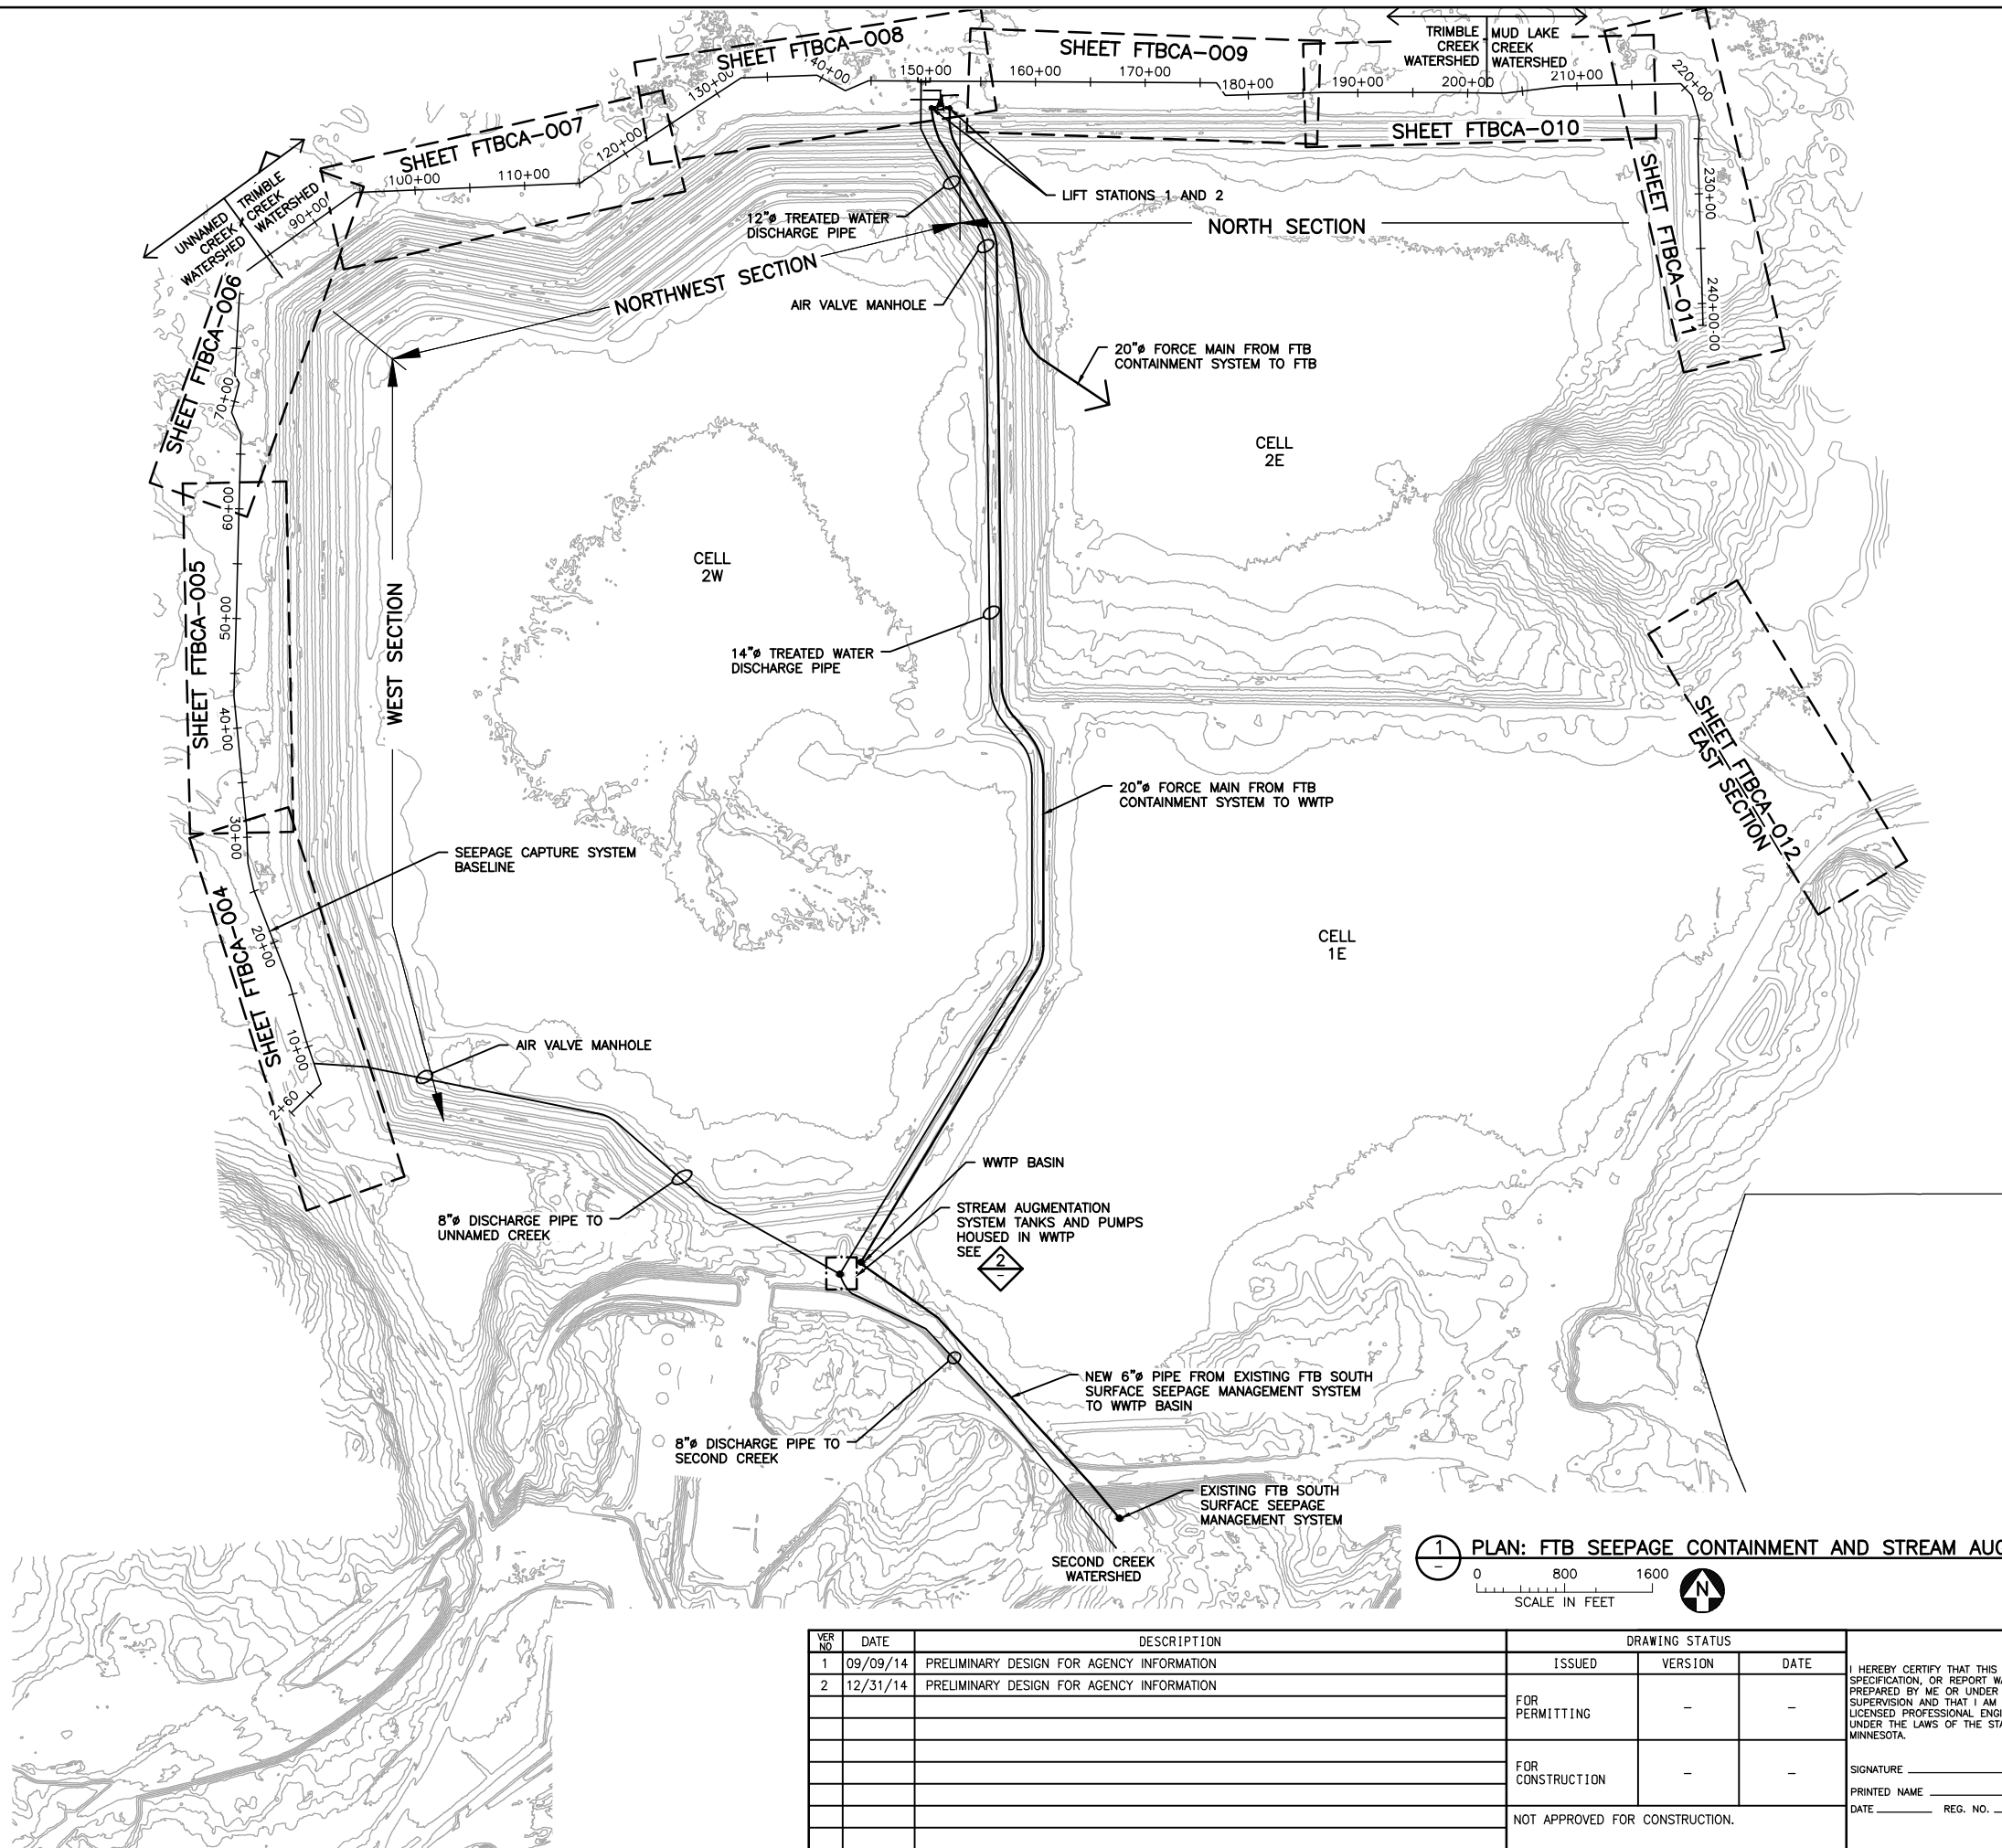 SHEET FTBCA-008
SHEET FTBCA-009
TRIMBLE
CREEK
WATERSHED
MUD LAKE
CREEK
WATERSHED
130+00
140+00
150+00
160+00
170+00
180+00
190+00
200+00
210+00
220+00
SHEET FTBCA-007
120+00
110+00
100+00
90+00
SHEET FTBCA-010
SHEET FTBCA-011
230+00
240+00
UNNAMED
CREEK
WATERSHED
TRIMBLE
CREEK
WATERSHED
LIFT STATIONS 1 AND 2
12"ø TREATED WATER
DISCHARGE PIPE
NORTH SECTION
NORTHWEST SECTION
AIR VALVE MANHOLE
SHEET FTBCA-006
70+00
20"ø FORCE MAIN FROM FTB
CONTAINMENT SYSTEM TO FTB
CELL
2E
60+00
SHEET FTBCA-005
50+00
40+00
WEST SECTION
CELL
2W
14"ø TREATED WATER
DISCHARGE PIPE
SHEET FTBCA-012
EAST SECTION
20"ø FORCE MAIN FROM FTB
CONTAINMENT SYSTEM TO WWTP
30+00
SEEPAGE CAPTURE SYSTEM
BASELINE
SHEET FTBCA-004
20+00
CELL
1E
10+00
2+60
AIR VALVE MANHOLE
WWTP BASIN
STREAM AUGMENTATION
SYSTEM TANKS AND PUMPS
HOUSED IN WWTP
SEE
2
-
8"ø DISCHARGE PIPE TO
UNNAMED CREEK
NEW 6"ø PIPE FROM EXISTING FTB SOUTH
SURFACE SEEPAGE MANAGEMENT SYSTEM
TO WWTP BASIN
8"ø DISCHARGE PIPE TO
SECOND CREEK
EXISTING FTB SOUTH
SURFACE SEEPAGE
MANAGEMENT SYSTEM
SECOND CREEK
WATERSHED
1
-
PLAN: FTB SEEPAGE CONTAINMENT AND STREAM AUG
0 800 1600
SCALE IN FEET
N
VER NO DATE DESCRIPTION
1 09/09/14 PRELIMINARY DESIGN FOR AGENCY INFORMATION
2 12/31/14 PRELIMINARY DESIGN FOR AGENCY INFORMATION
DRAWING STATUS
ISSUED VERSION DATE
FOR
PERMITTING - -
FOR
CONSTRUCTION - -
NOT APPROVED FOR CONSTRUCTION.
I HEREBY CERTIFY THAT THIS
SPECIFICATION, OR REPORT WA
PREPARED BY ME OR UNDER
SUPERVISION AND THAT I AM
LICENSED PROFESSIONAL ENGI
UNDER THE LAWS OF THE STA
MINNESOTA.
SIGNATURE
PRINTED NAME
DATE REG. NO.